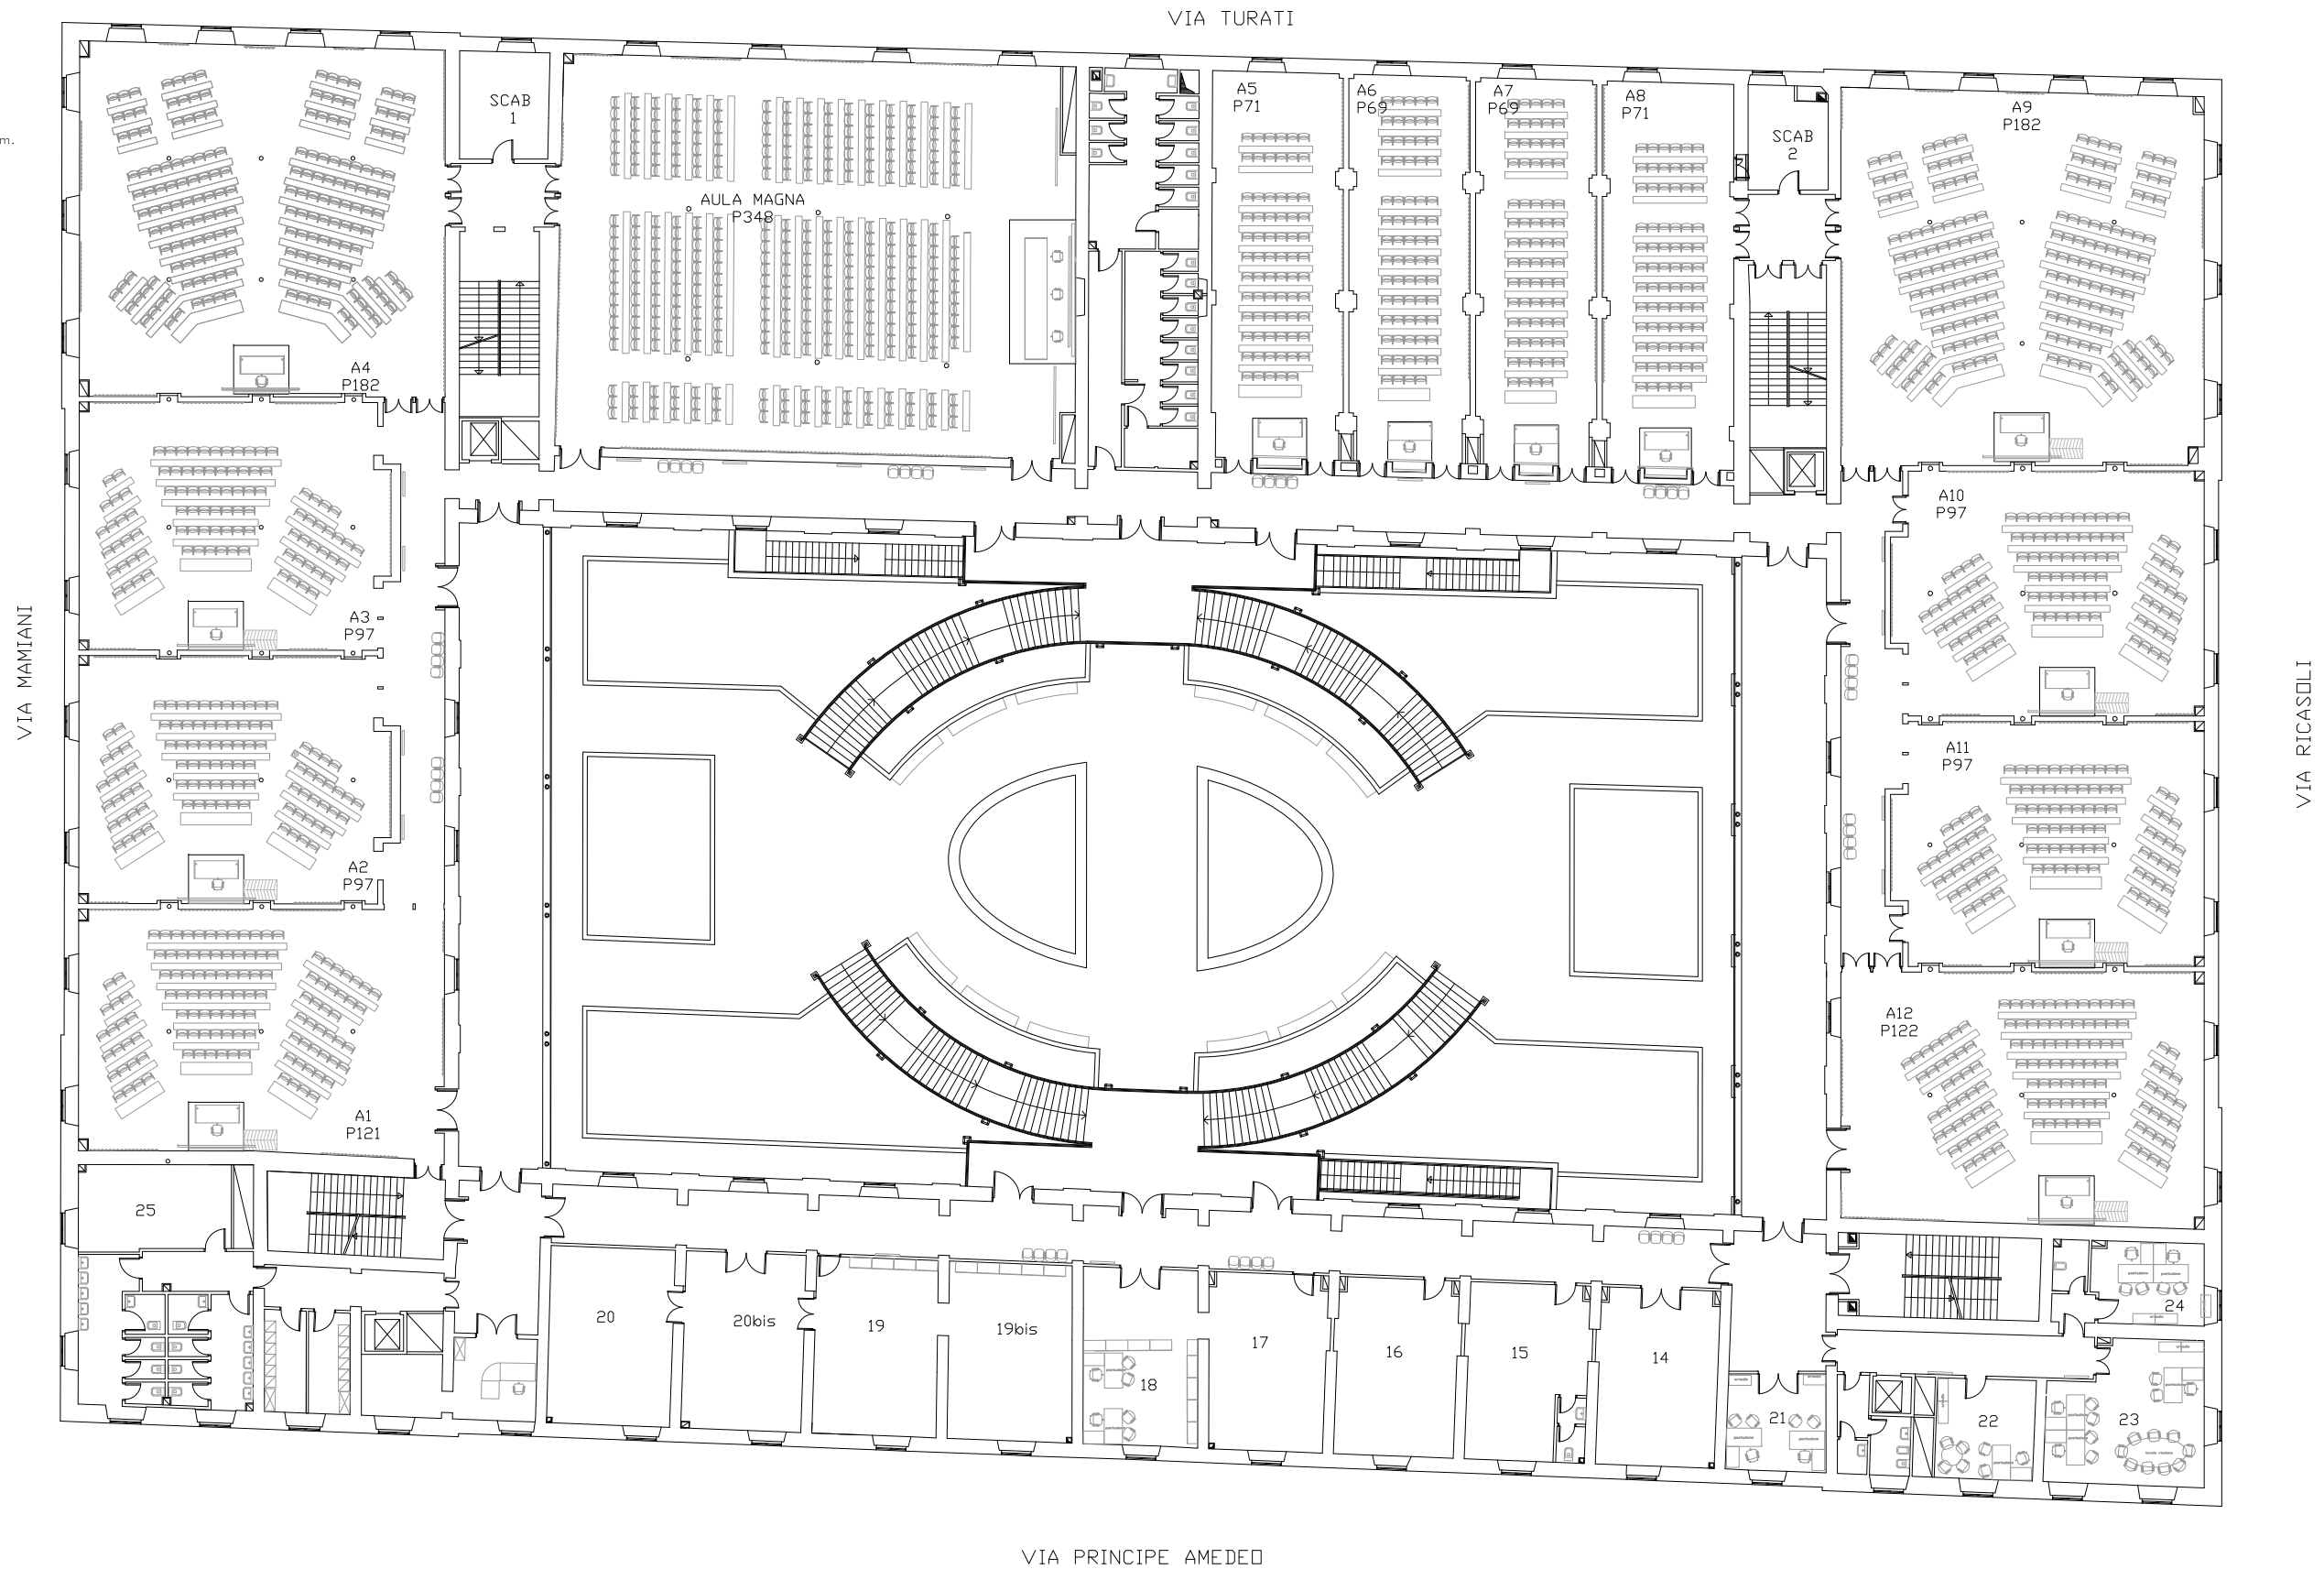 VIA TURATI
m.
SCAB
1
A5
P71
A6
P69
A7
P69
A8
P71
SCAB
2
A9
P182
AULA MAGNA
P348
A4
P182
A10
P97
A3
P97
VIA MAMIANI
VIA RICASOLI
A11
P97
A2
P97
A12
P122
A1
P121
25
24
20
20bis
19
19bis
18
17
16
15
14
21
22
23
VIA PRINCIPE AMEDEO